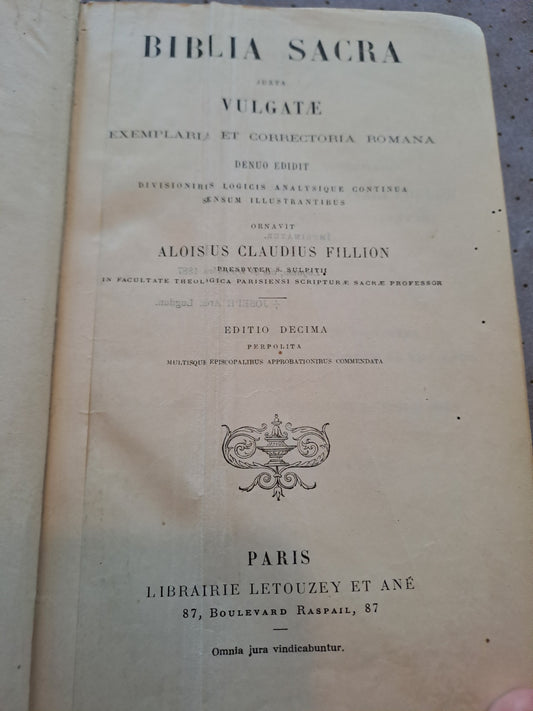 BIBLIA SACRA
JUXTA
VULGATÆ
EXEMPLARIA ET CORRECTORIA ROMANA
DENUO EDIDIT
DIVISIONIBUS LOGICIS ANALYSIQUE CONTINUA
SENSUM ILLUSTRANTIBUS
ORNAVIT
ALOISIUS CLAUDIUS FILLION
PRESBYTER S. SULPITII
IN FACULTATE THEOLOGICA PARISIENSI SCRIPTURÆ SACRÆ PROFESSOR
EDITIO DECIMA
PERPOLITA
MULTISQUE EPISCOPALIBUS APPROBATIONIBUS COMMENDATA
PARIS
LIBRAIRIE LETOUZEY ET ANÉ
87, BOULEVARD RASPAIL, 87
Omnia jura vindicabuntur.